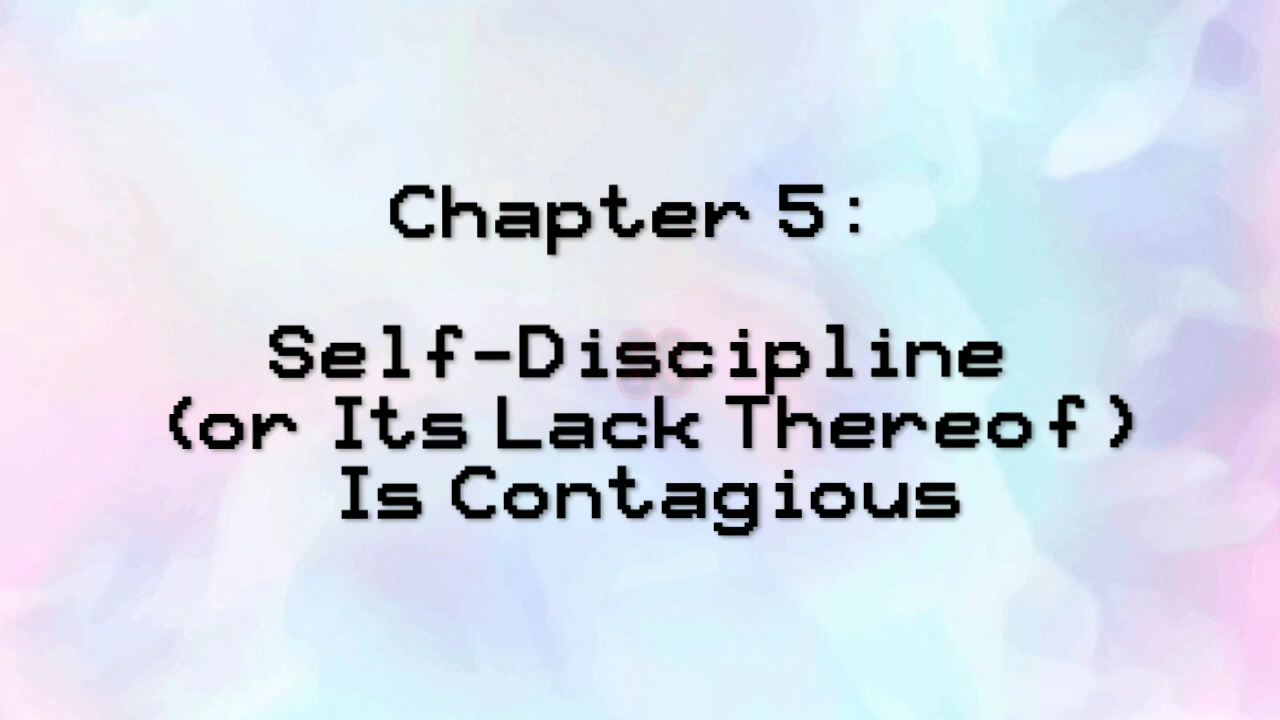 Chapter 5:
Self-Discipline
(or Its Lack Thereof)
Is Contagious